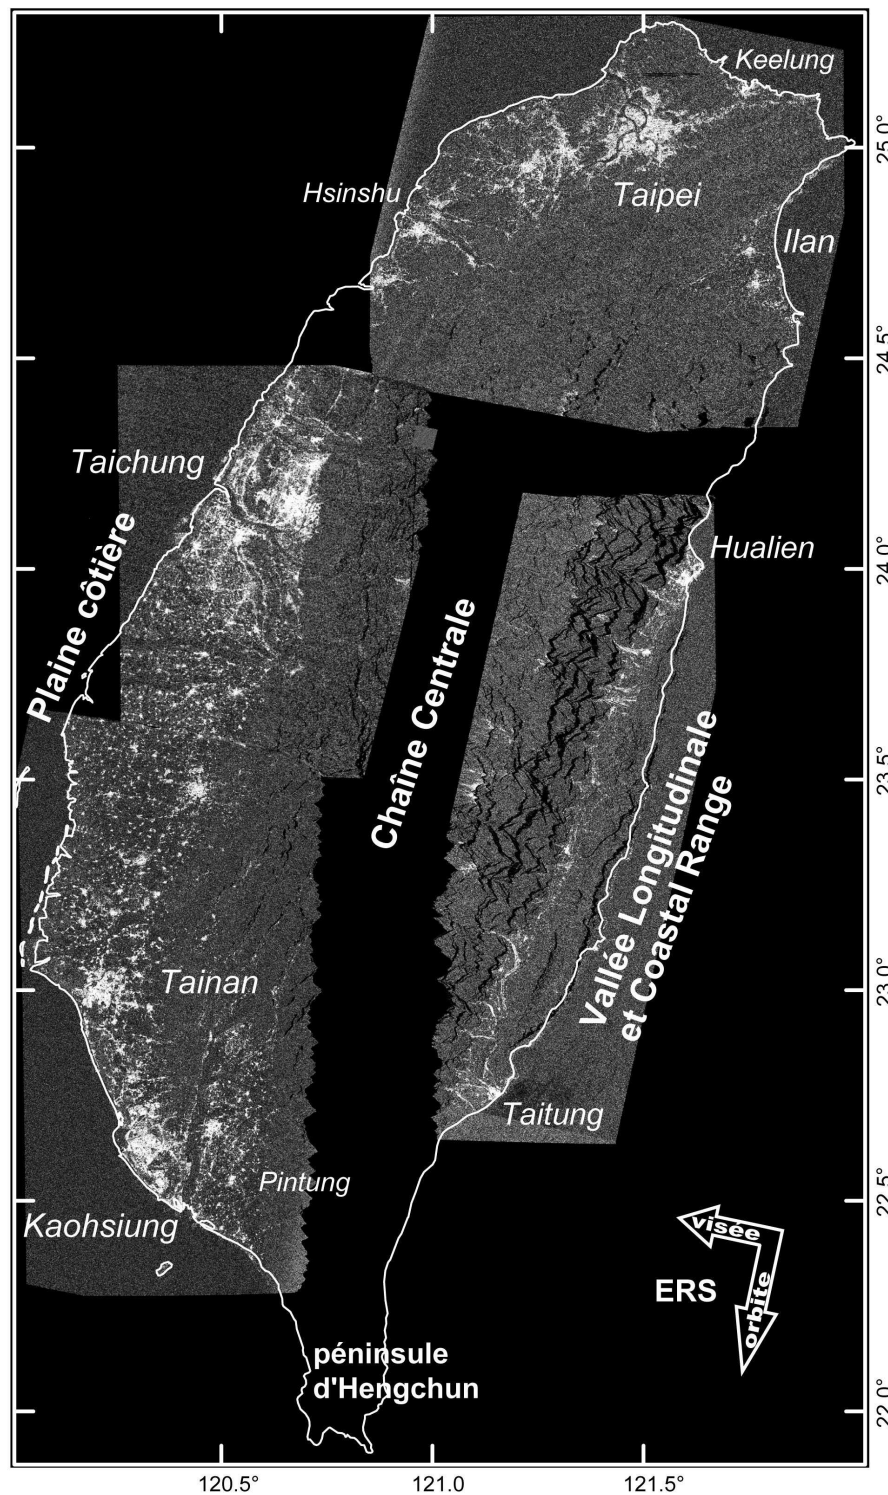 Keelung
25.0°
Hsinshu
Taipei
Ilan
24.5°
Taichung
Plaine côtière
Hualien
24.0°
Chaîne Centrale
Vallée Longitudinale
et Coastal Range
23.5°
Tainan
23.0°
Taitung
Pintung
Kaohsiung
22.5°
visée
ERS
orbite
péninsule
d'Hengchun
22.0°
120.5°
121.0
121.5°